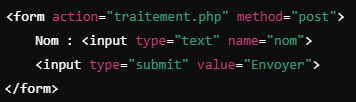 <form action="traitement.php" method="post">
Nom : <input type="text" name="nom">
<input type="submit" value="Envoyer">
</form>